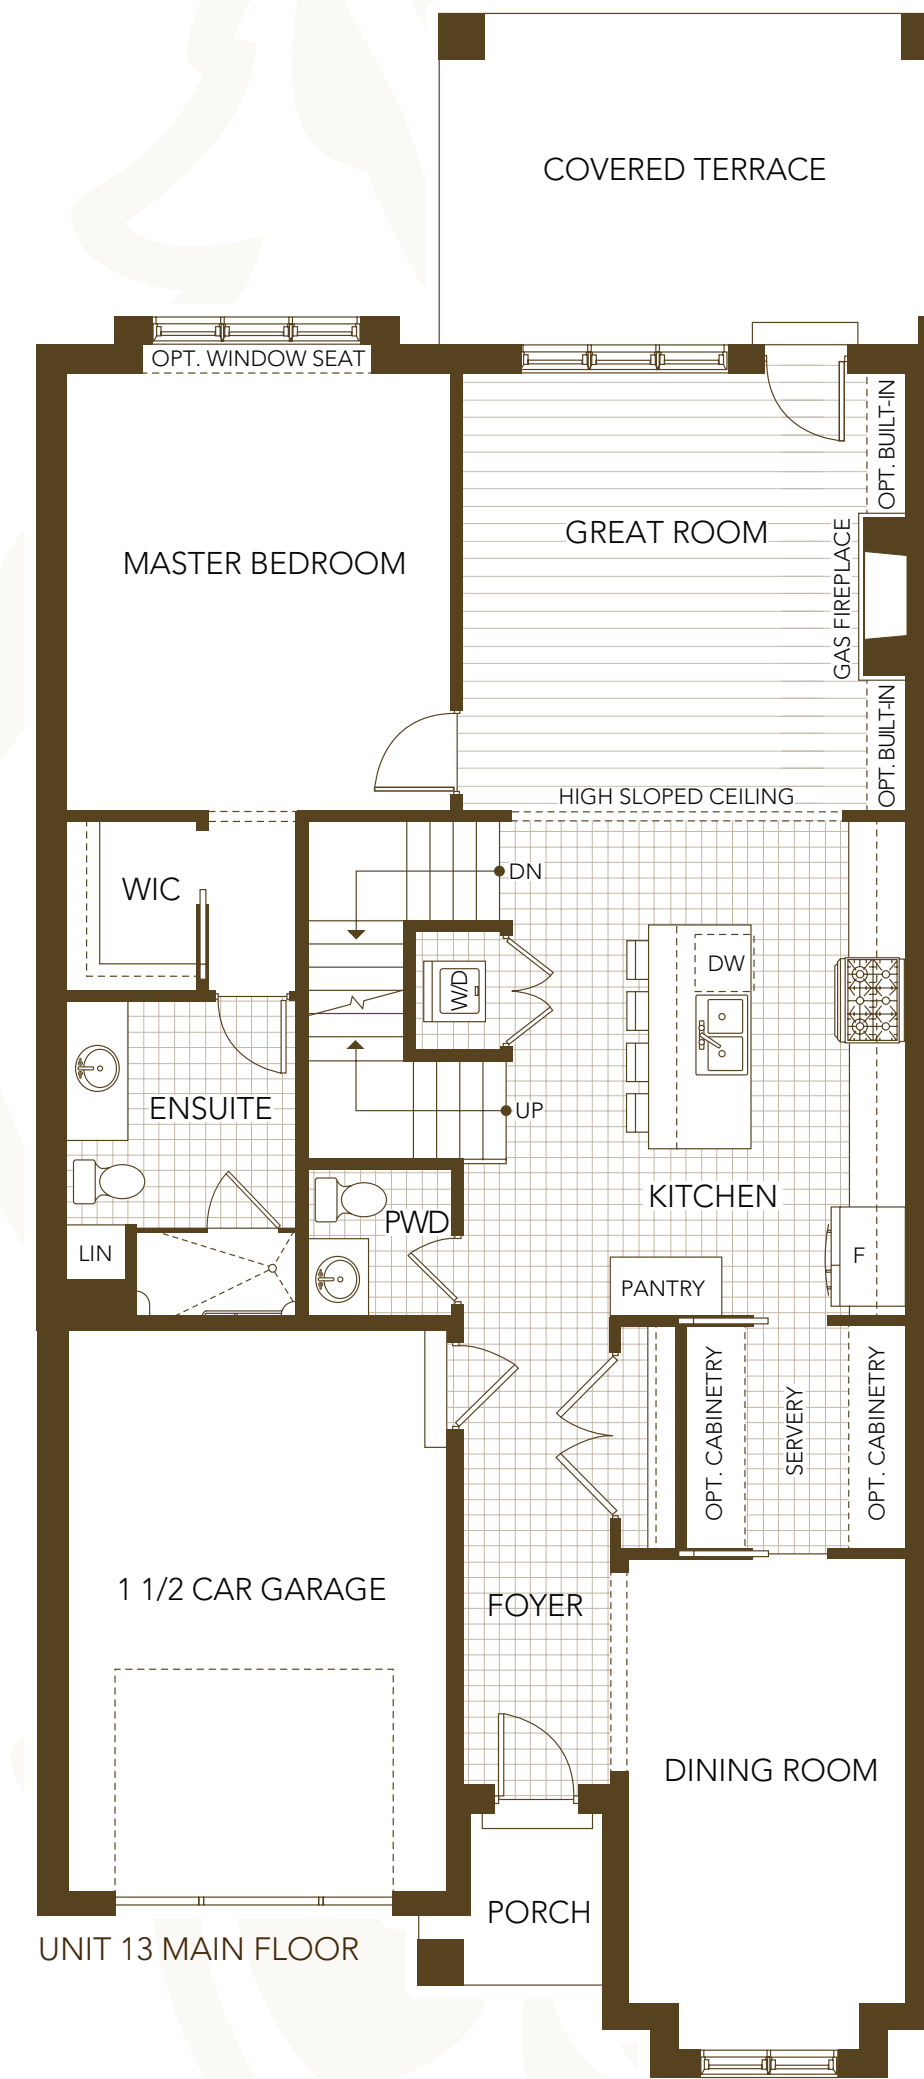 COVERED TERRACE
OPT. WINDOW SEAT
OPT. BUILT-IN
GREAT ROOM
MASTER BEDROOM
GAS FIREPLACE
OPT. BUILT-IN
HIGH SLOPED CEILING
DN
WIC
DW
W/D
ENSUITE
UP
KITCHEN
PWD
LIN
F
PANTRY
OPT. CABINETRY
SERVERY
OPT. CABINETRY
1 1/2 CAR GARAGE
FOYER
DINING ROOM
PORCH
UNIT 13 MAIN FLOOR